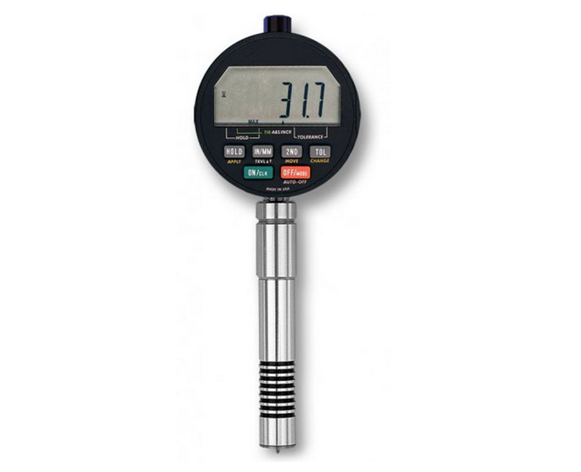 31.7
MAX
HOLD TIR ABS INCR TOLERANCE
HOLD IN/MM 2ND TOL
APPLY TRVL MOVE CHANGE
ON/CLR OFF/MODE
AUTO-OFF
MADE IN USA